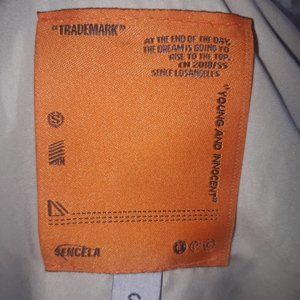 "TRADEMARK"
AT THE END OF THE DAY,
THE DREAM IS GOING TO
RISE TO THE TOP.
EN 2018/SS
SENCE LOSANGELES
"YOUNG AND INNOCENT"
SENCELA